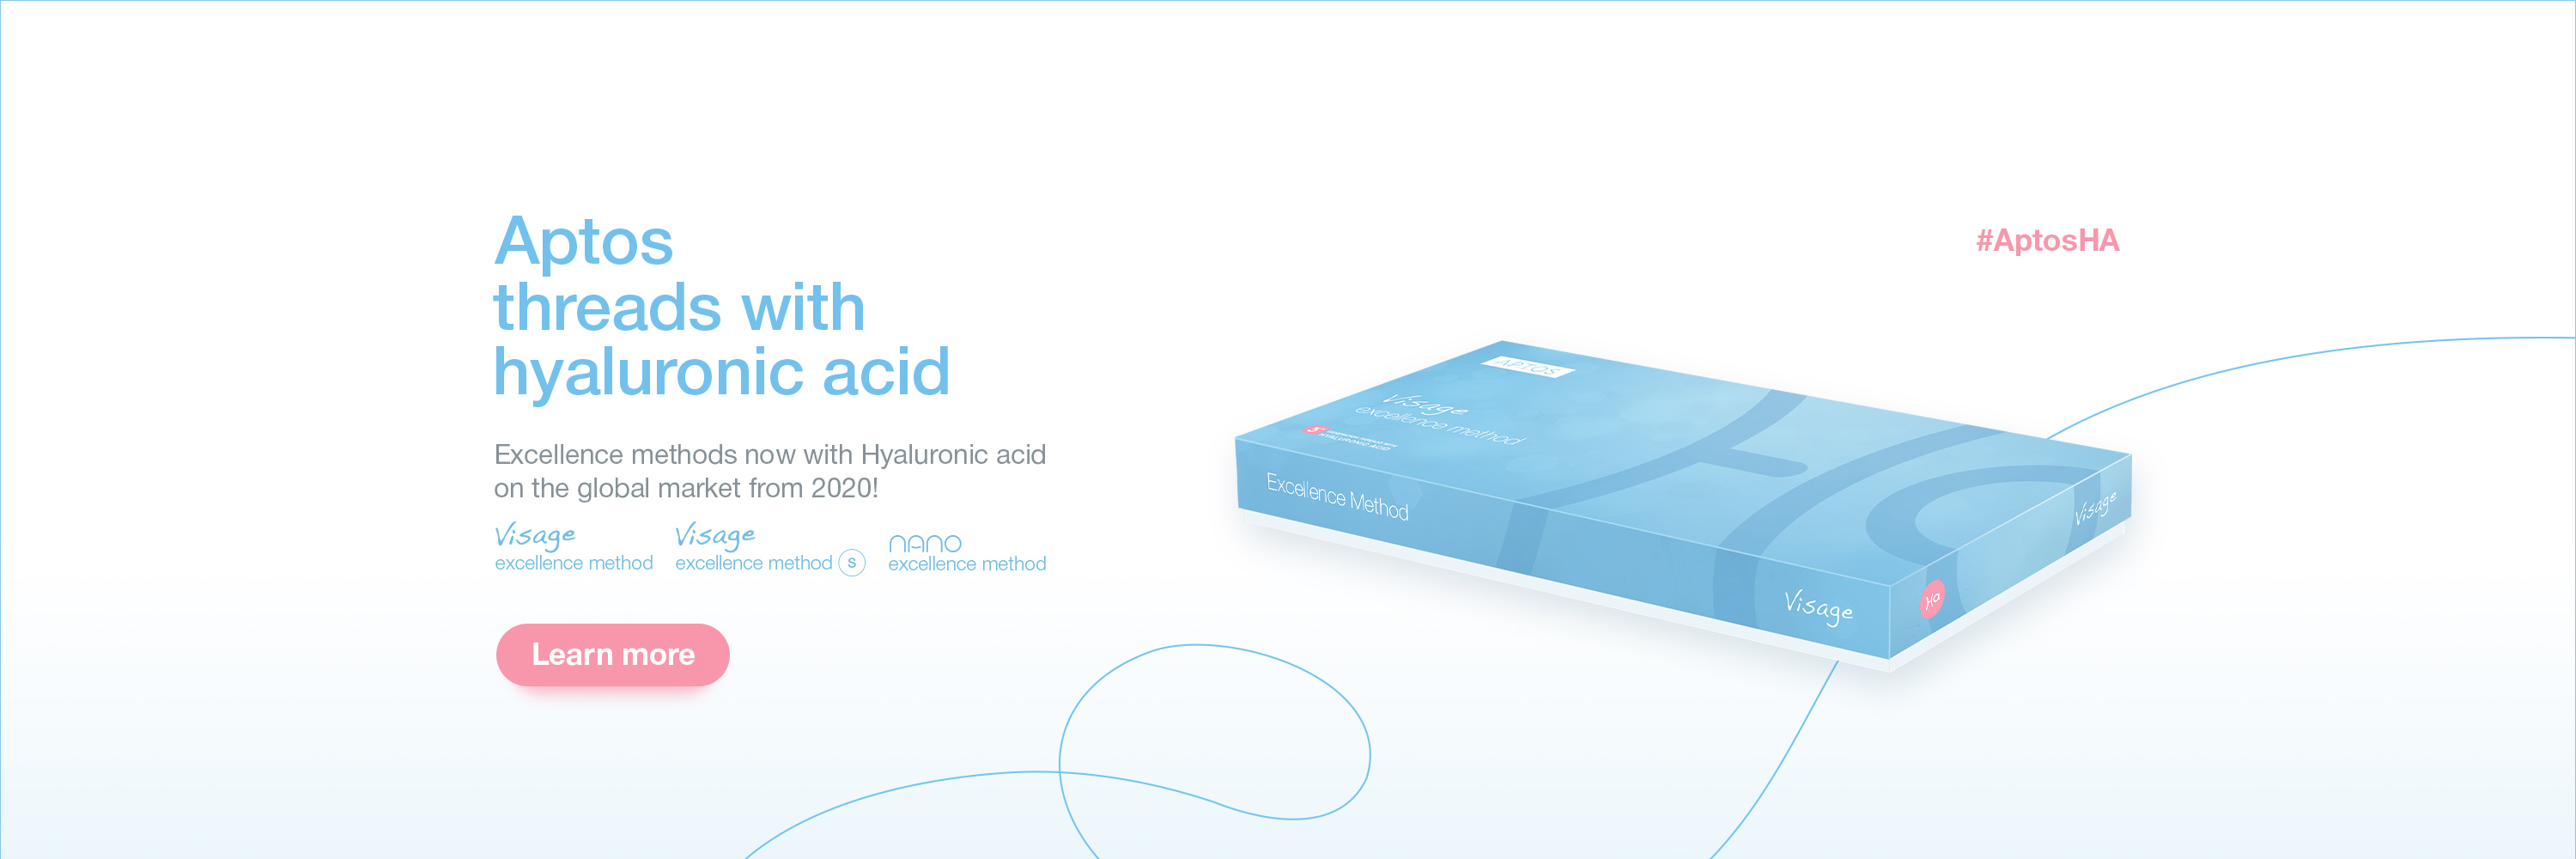 Aptos
threads with
hyaluronic acid
Excellence methods now with Hyaluronic acid
on the global market from 2020!
Visage
excellence method
Visage
excellence method S
nano
excellence method
Learn more
#AptosHA
APTOS
Visage
excellence method
HYALURONIC ACID
Excellence Method
Visage
Ha
Visage